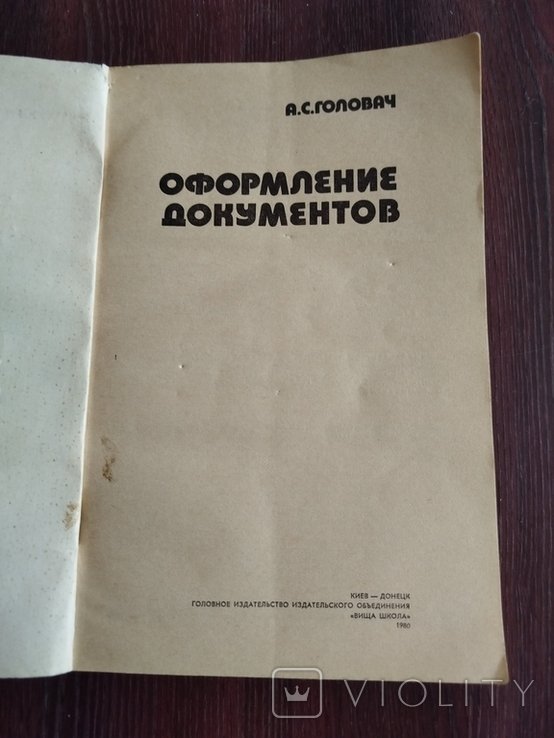 А.С.ГОЛОВАЧ
ОФОРМЛЕНИЕ
ДОКУМЕНТОВ
КИЕВ — ДОНЕЦК
ГОЛОВНОЕ ИЗДАТЕЛЬСТВО ИЗДАТЕЛЬСКОГО ОБЪЕДИНЕНИЯ
«ВИЩА ШКОЛА»
1980
VIOLITY